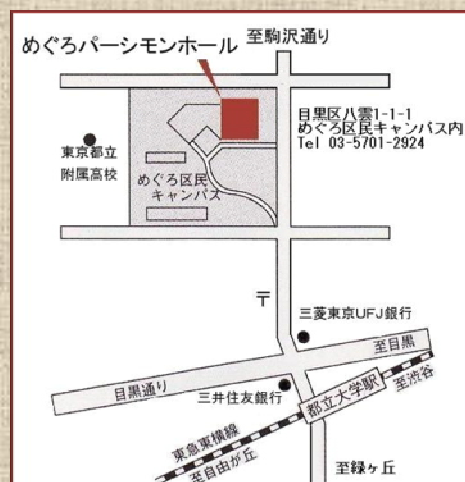 めぐろパーシモンホール
至駒沢通り
目黒区八雲1-1-1
めぐろ区民キャンパス内
Tel 03-5701-2924
東京都立
附属高校
めぐろ区民
キャンパス
〒
三菱東京UFJ銀行
至目黒
目黒通り
三井住友銀行
都立大学駅
至渋谷
東急東横線
至自由が丘
至緑ヶ丘